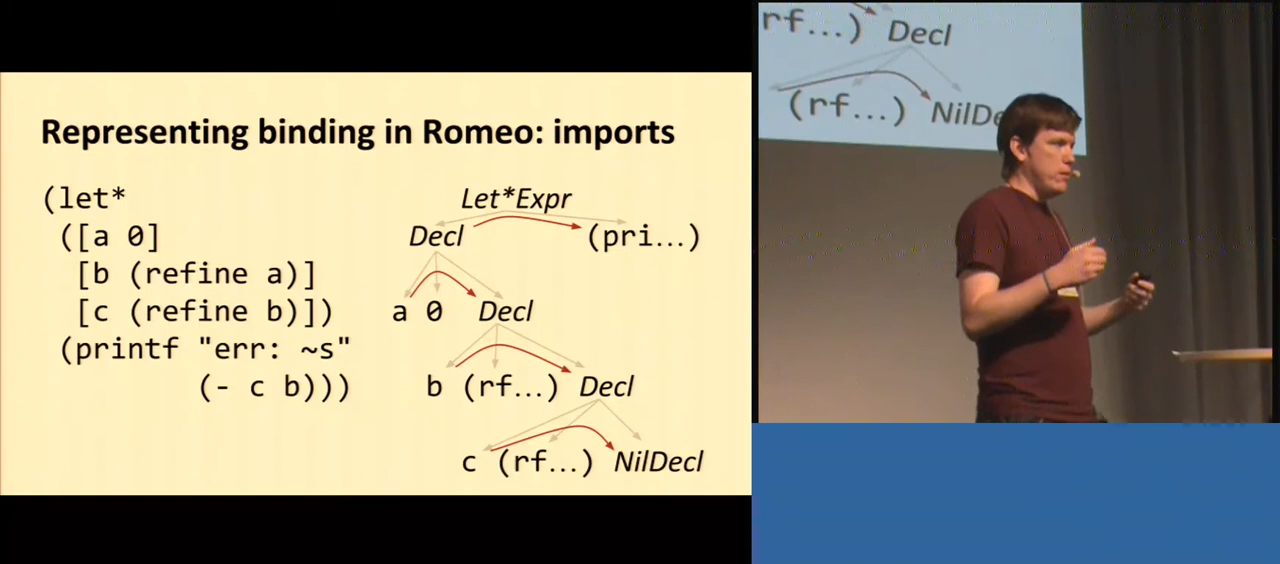 Representing binding in Romeo: imports
(let*
([a 0]
[b (refine a)]
[c (refine b)])
(printf "err: ~s"
(- c b)))
Let*Expr
Decl
(pri...)
a 0 Decl
b (rf...) Decl
c (rf...) NilDecl
rf...) Decl
(rf...) NilDe